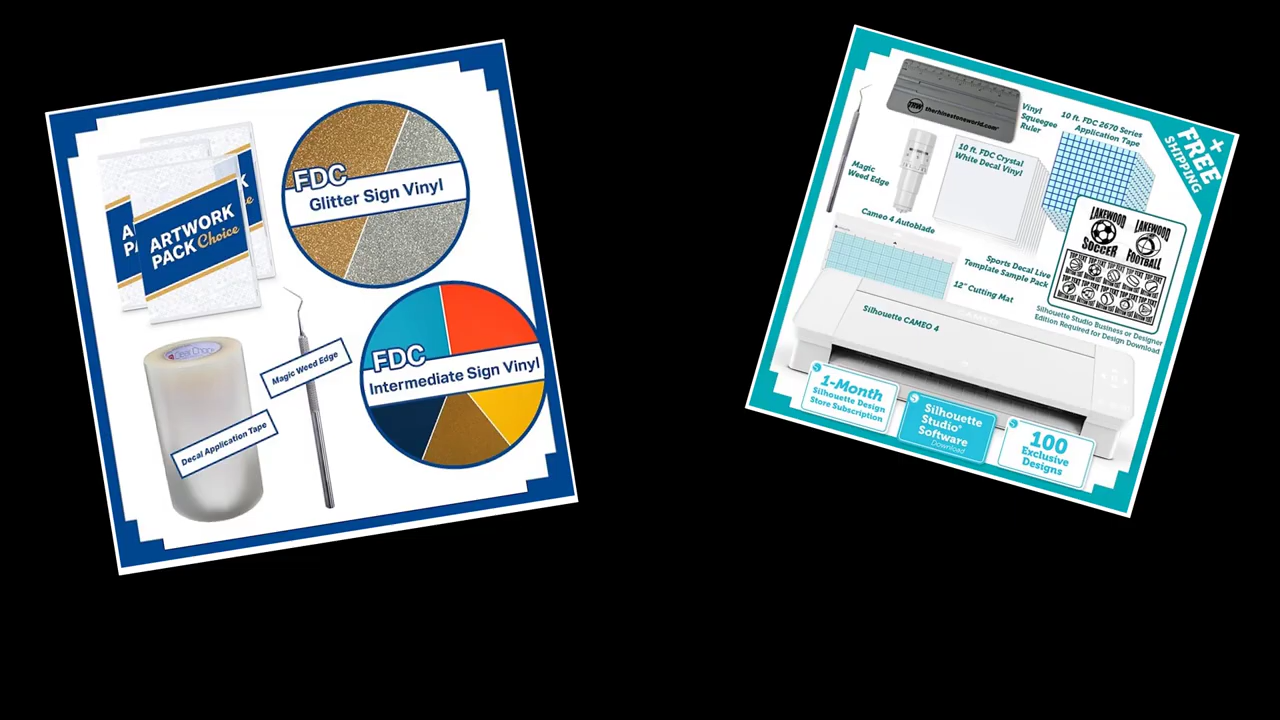 ARTWORK
PACK Choice
FDC
Glitter Sign Vinyl
FDC
Intermediate Sign Vinyl
Magic Weed Edge
Decal Application Tape
TRW therhinestoneworld.com
Vinyl
Squeegee
Ruler
10 ft. FDC 2670 Series
Application Tape
+ FREE
SHIPPING
10 ft. FDC Crystal
White Decal Vinyl
Magic
Weed Edge
Cameo 4 Autoblade
LAKEWOOD
SOCCER
LAKEWOOD
FOOTBALL
Sports Decal Live
Template Sample Pack
12" Cutting Mat
Silhouette Studio Business or Designer
Edition Required for Design Download
Silhouette CAMEO 4
1-Month
Silhouette Design
Store Subscription
Silhouette
Studio®
Software
Download
100
Exclusive
Designs